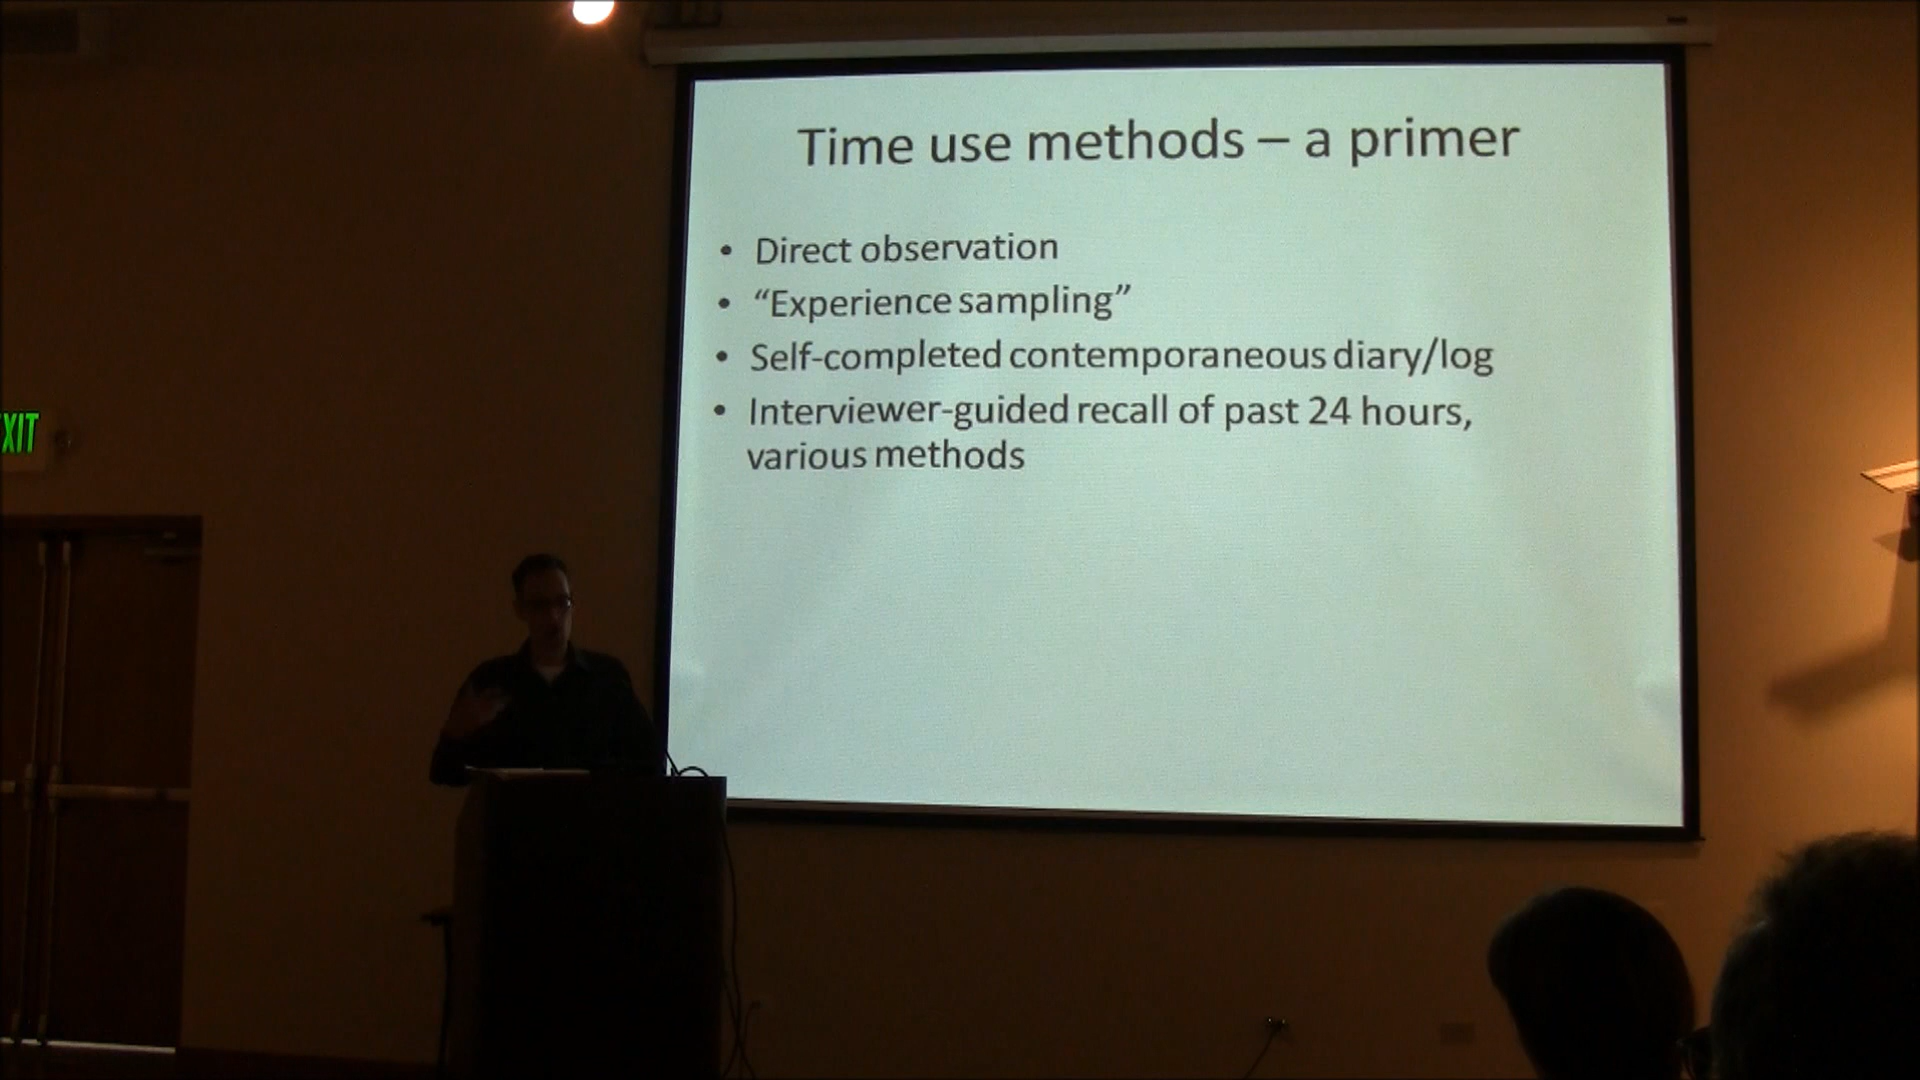 Time use methods – a primer
• Direct observation
• “Experience sampling”
• Self-completed contemporaneous diary/log
• Interviewer-guided recall of past 24 hours,
various methods
XIT